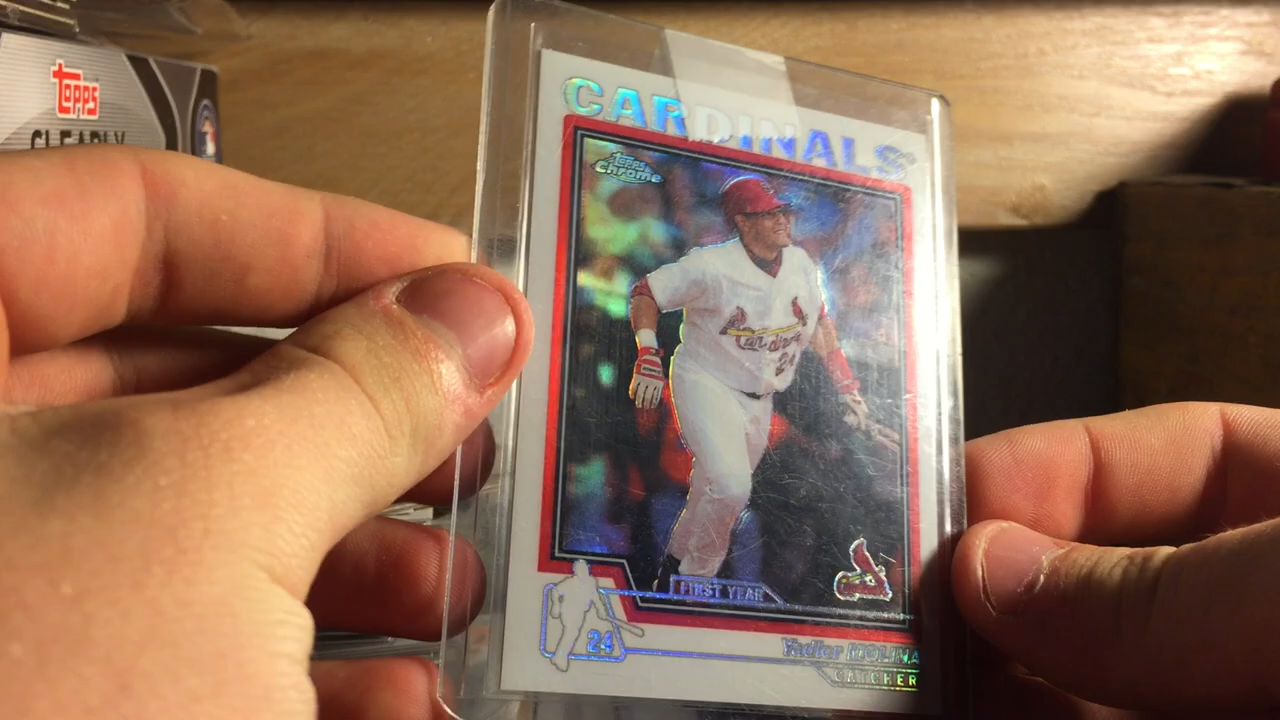 topps
CLEARLY
CARDINALS
Topps
Chrome
Cardinals
24
FIRST YEAR
24
Yadier MOLINA
CATCHER